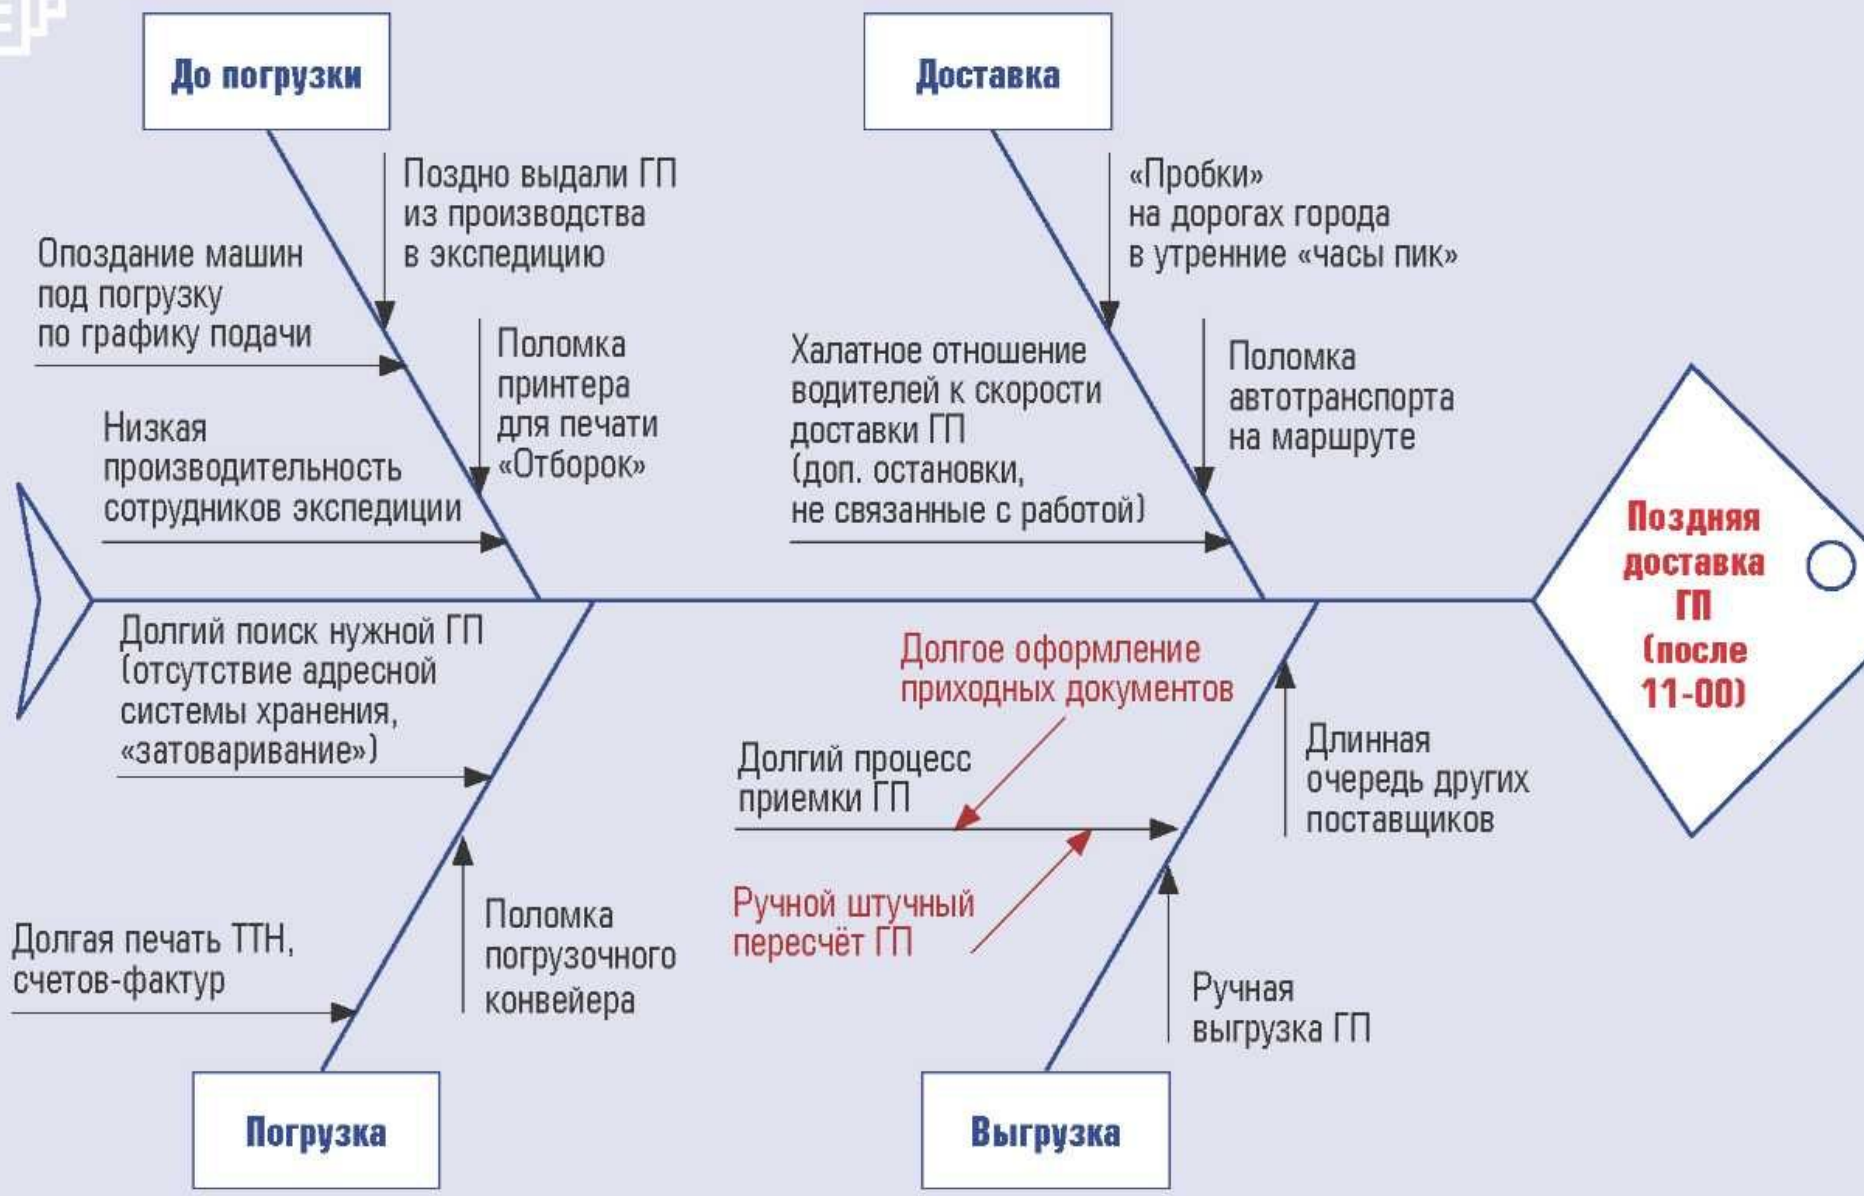 До погрузки
Доставка
Поздно выдали ГП
из производства
в экспедицию
«Пробки»
на дорогах города
в утренние «часы пик»
Опоздание машин
под погрузку
по графику подачи
Поломка
принтера
для печати
«Отборок»
Халатное отношение
водителей к скорости
доставки ГП
(доп. остановки,
не связанные с работой)
Поломка
автотранспорта
на маршруте
Низкая
производительность
сотрудников экспедиции
Поздняя
доставка
ГП
(после
11-00)
Долгий поиск нужной ГП
(отсутствие адресной
системы хранения,
«затоваривание»)
Долгое оформление
приходных документов
Долгий процесс
приемки ГП
Длинная
очередь других
поставщиков
Ручной штучный
пересчёт ГП
Долгая печать ТТН,
счетов-фактур
Поломка
погрузочного
конвейера
Ручная
выгрузка ГП
Погрузка
Выгрузка